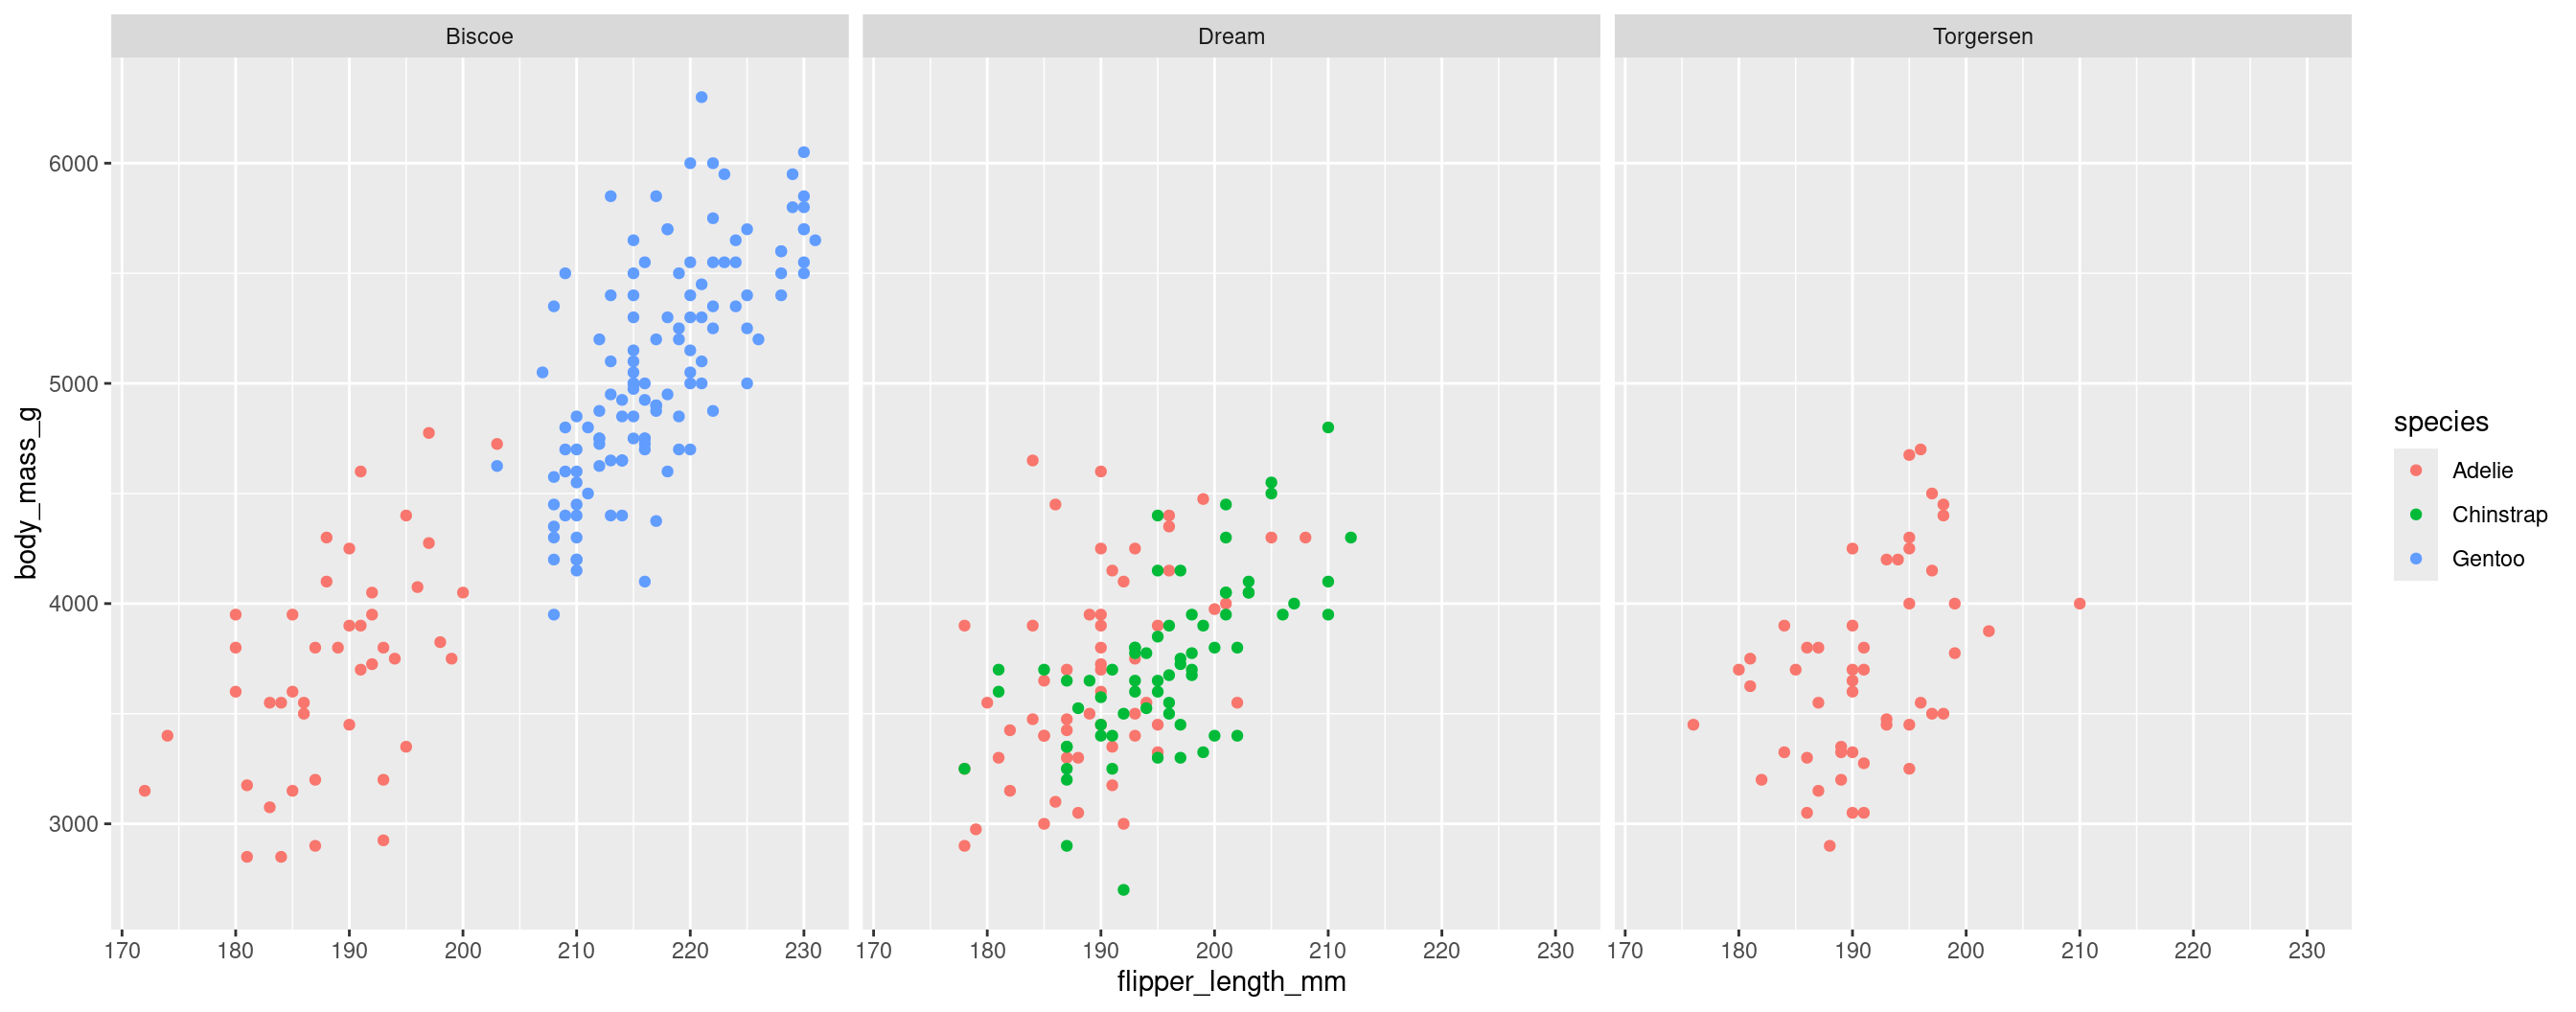 Biscoe Dream Torgersen
6000
5000
4000
3000
body_mass_g
170 180 190 200 210 220 230 170 180 190 200 210 220 230 170 180 190 200 210 220 230
flipper_length_mm
species
Adelie
Chinstrap
Gentoo